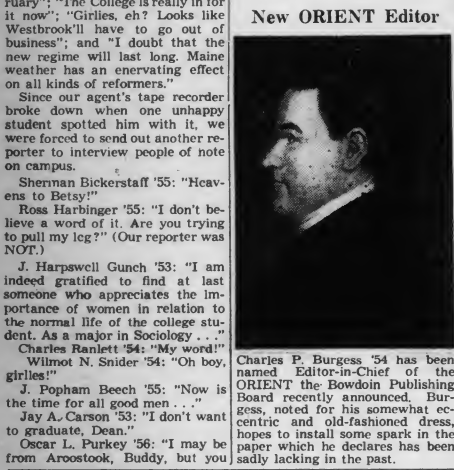 ruary"; "The College is really in for
it now"; "Girlies, eh? Looks like
Westbrook'll have to go out of
business"; and "I doubt that the
new regime will last long. Maine
weather has an enervating effect
on all kinds of reformers."
Since our agent's tape recorder
broke down when one unhappy
student spotted him with it, we
were forced to send out another re-
porter to interview people of note
on campus.
Sherman Bickerstaff '55: "Heav-
ens to Betsy!"
Ross Harbinger '55: "I don't be-
lieve a word of it. Are you trying
to pull my leg?" (Our reporter was
NOT.)
J. Harpswell Gunch '53: "I am
indeed gratified to find at last
someone who appreciates the im-
portance of women in relation to
the normal life of the college stu-
dent. As a major in Sociology . . ."
Charles Ranlett '54: "My word!"
Wilmot N. Snider '54: "Oh boy,
girlles!"
J. Popham Beech '55: "Now is
the time for all good men . . ."
Jay A. Carson '53: "I don't want
to graduate, Dean."
Oscar L. Purkey '56: "I may be
from Aroostook, Buddy, but you
New ORIENT Editor
Charles P. Burgess '54 has been
named Editor-in-Chief of the
ORIENT the Bowdoin Publishing
Board recently announced. Bur-
gess, noted for his somewhat ec-
centric and old-fashioned dress,
hopes to install some spark in the
paper which he declares has been
sadly lacking in the past.